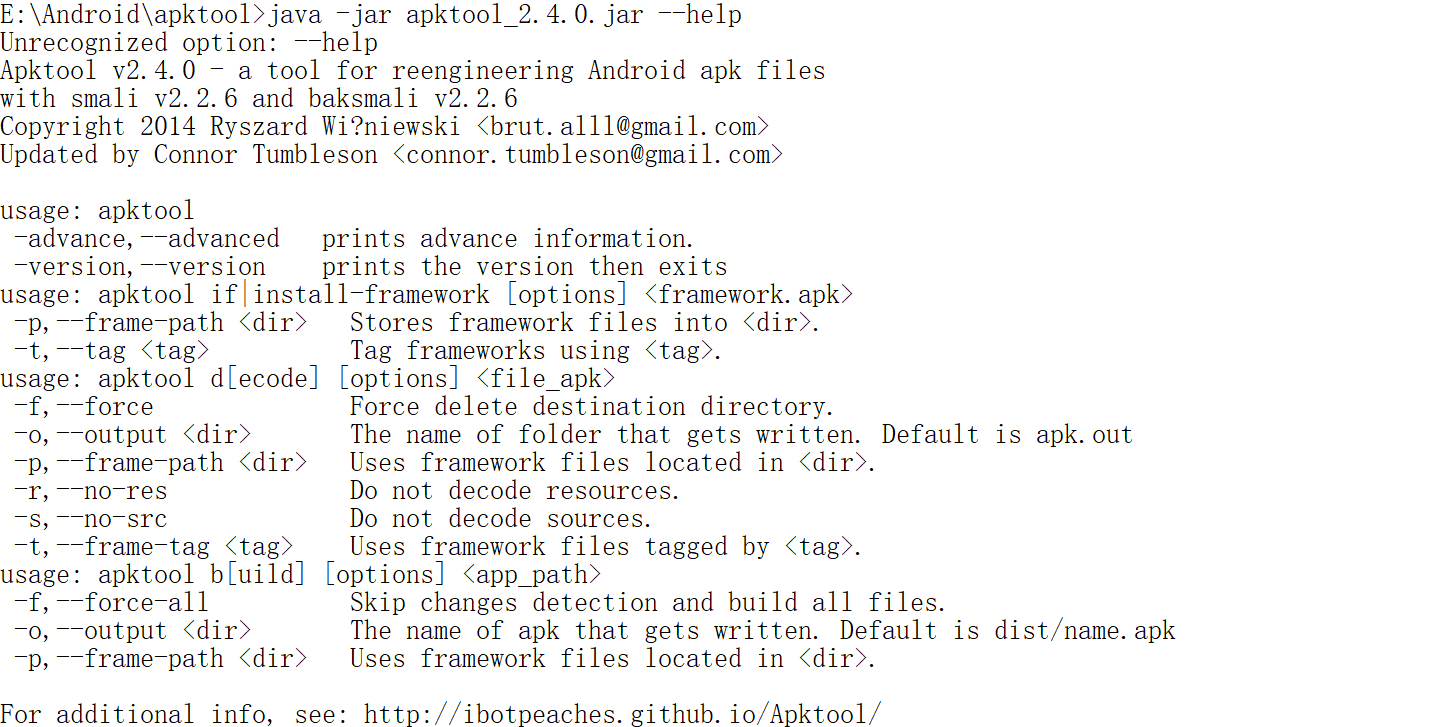 E:\Android\apktool>java -jar apktool_2.4.0.jar --help
Unrecognized option: --help
Apktool v2.4.0 - a tool for reengineering Android apk files
with smali v2.2.6 and baksmali v2.2.6
Copyright 2014 Ryszard Wi?niewski <brut.alll@gmail.com>
Updated by Connor Tumbleson <connor.tumbleson@gmail.com>

usage: apktool
 -advance,--advanced   prints advance information.
 -version,--version    prints the version then exits
usage: apktool if|install-framework [options] <framework.apk>
 -p,--frame-path <dir>   Stores framework files into <dir>.
 -t,--tag <tag>          Tag frameworks using <tag>.
usage: apktool d[ecode] [options] <file_apk>
 -f,--force              Force delete destination directory.
 -o,--output <dir>       The name of folder that gets written. Default is apk.out
 -p,--frame-path <dir>   Uses framework files located in <dir>.
 -r,--no-res             Do not decode resources.
 -s,--no-src             Do not decode sources.
 -t,--frame-tag <tag>    Uses framework files tagged by <tag>.
usage: apktool b[uild] [options] <app_path>
 -f,--force-all          Skip changes detection and build all files.
 -o,--output <dir>       The name of apk that gets written. Default is dist/name.apk
 -p,--frame-path <dir>   Uses framework files located in <dir>.

For additional info, see: http://ibotpeaches.github.io/Apktool/